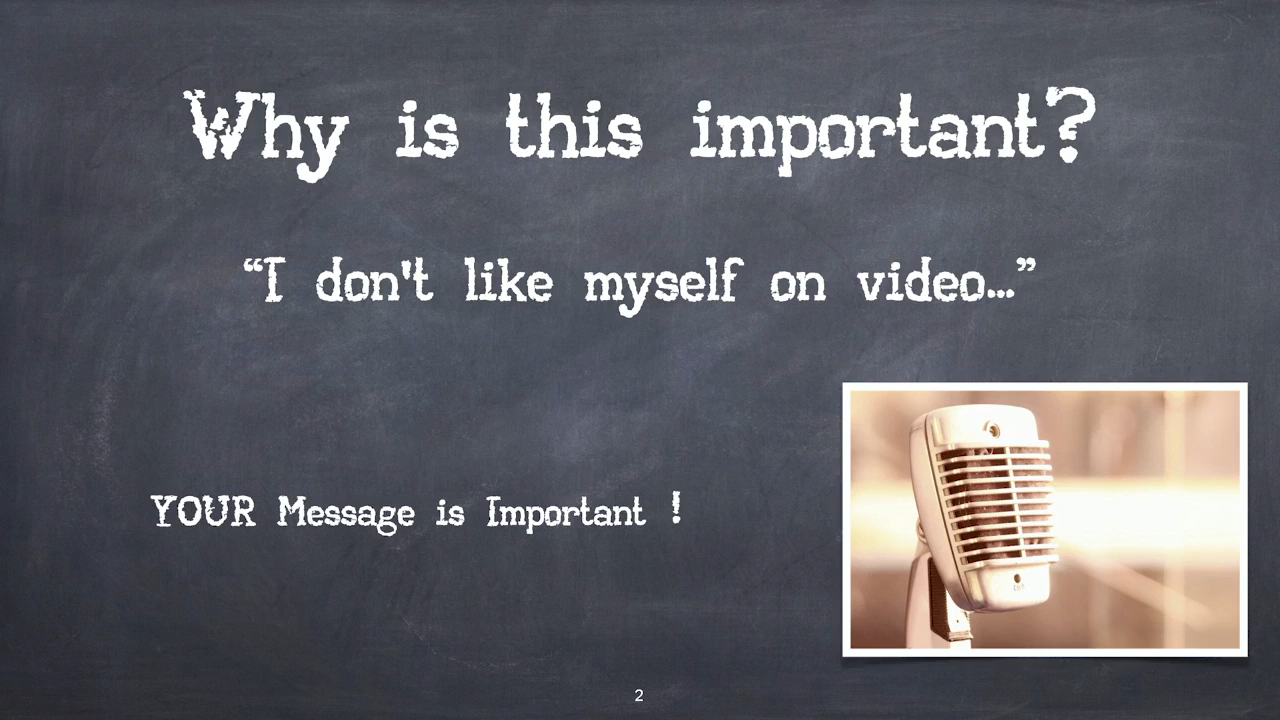 Why is this important?
“I don't like myself on video…”
YOUR Message is Important !
2